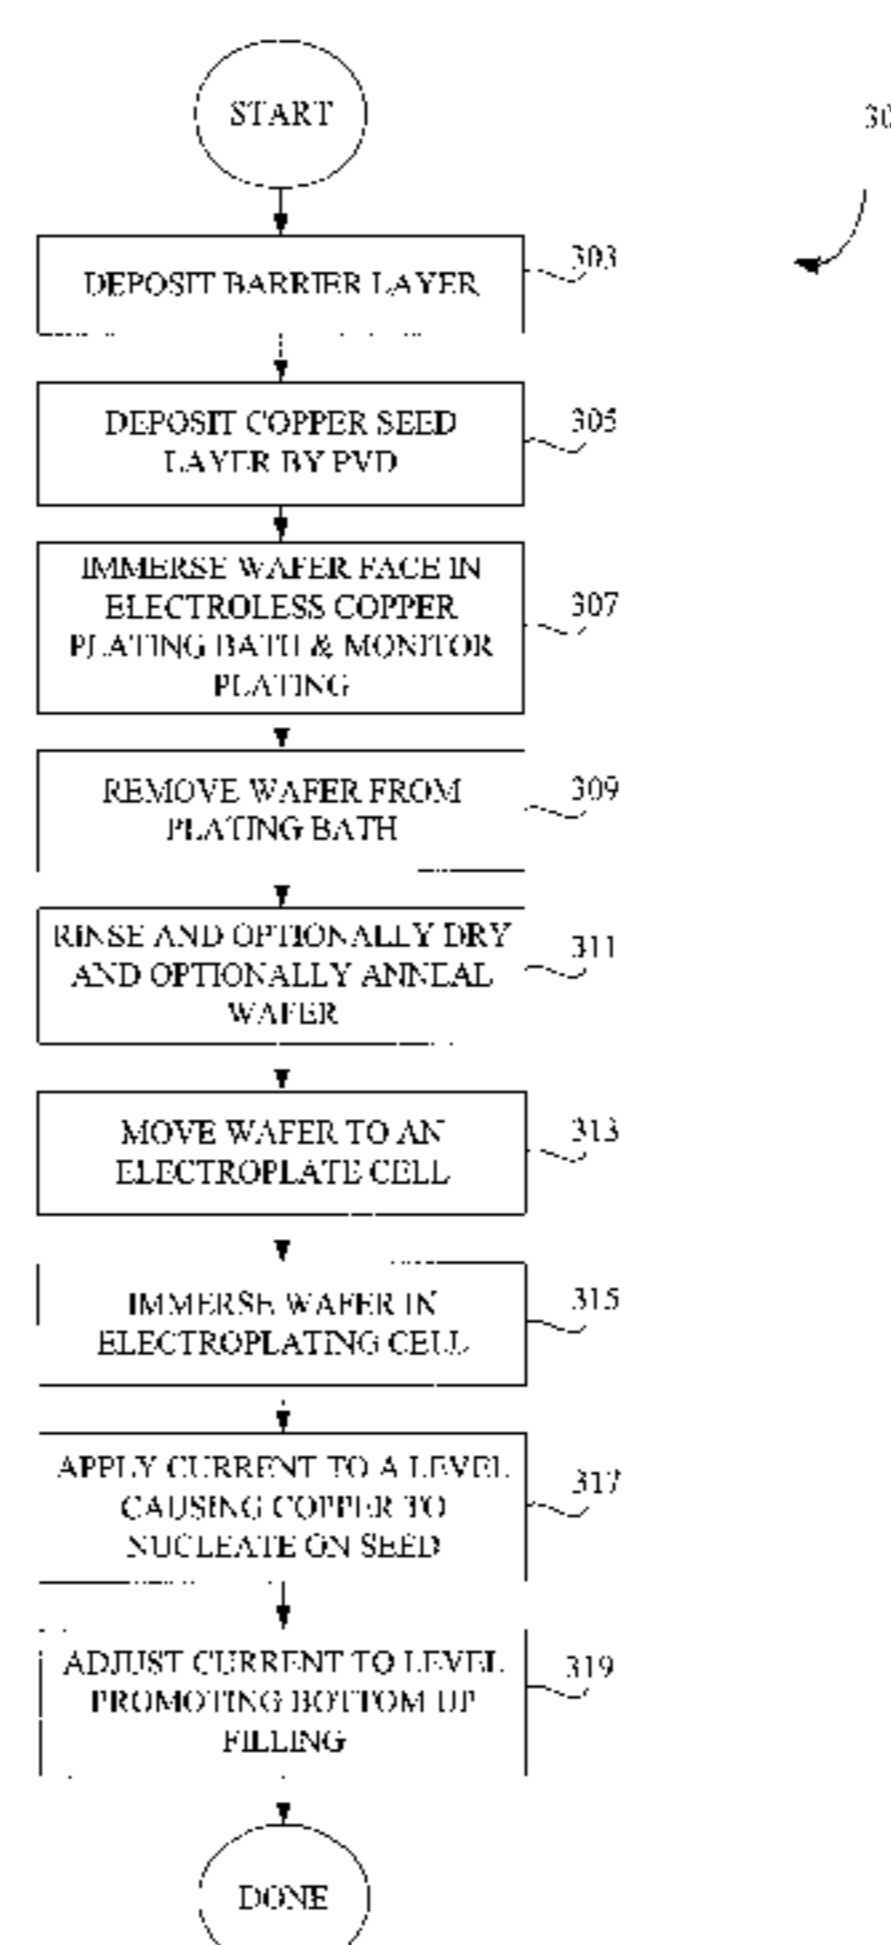 START
30
DEPOSIT BARRIER LAYER
303
DEPOSIT COPPER SEED
LAYER BY PVD
305
IMMERSE WAFER FACE IN
ELECTROLESS COPPER
PLATING BATH & MONITOR
PLATING
307
REMOVE WAFER FROM
PLATING BATH
309
RINSE AND OPTIONALLY DRY
AND OPTIONALLY ANNEAL
WAFER
311
MOVE WAFER TO AN
ELECTROPLATE CELL
313
IMMERSE WAFER IN
ELECTROPLATING CELL
315
APPLY CURRENT TO A LEVEL
CAUSING COPPER TO
NUCLEATE ON SEED
317
ADJUST CURRENT TO LEVEL
PROMOTING BOTTOM UP
FILLING
319
DONE